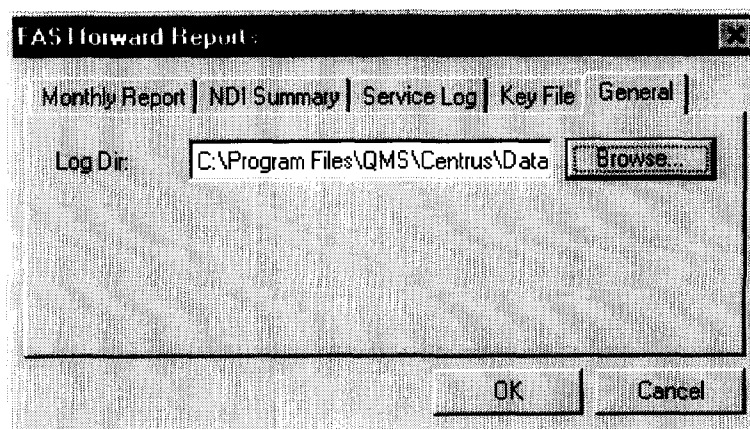 FASTforward Reports
Monthly Report NDI Summary Service Log Key File General
Log Dir: C:\Program Files\QMS\Centrus\Data Browse...
OK Cancel